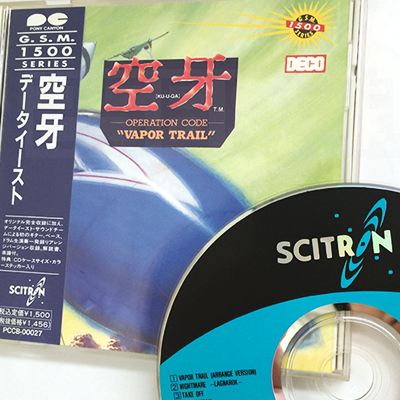 PONY CANYON
G.S.M.
1500
SERIES
空牙
データイースト
オリジナル完全収録に加え、
データイースト・サウンドチー
ムによる初のギター、ベース、
ドラム生演奏一発録りアレン
ジバージョン収録、解説書、
楽譜付。
特典 CDケースサイズ・カラ
ーステッカー入り
SCITRON
税込定価¥1,500
(税抜価格¥1,456)
PCCB-00027
G.S.M.
1500
SERIES
DECO
空牙
[KU-U-GA]
T.M.
OPERATION CODE
"VAPOR TRAIL"
SCITRON
1 VAPOR TRAIL (ARRANGE VERSION)
2 NIGHTMARE -LAGNAROK-
3 TAKE OFF